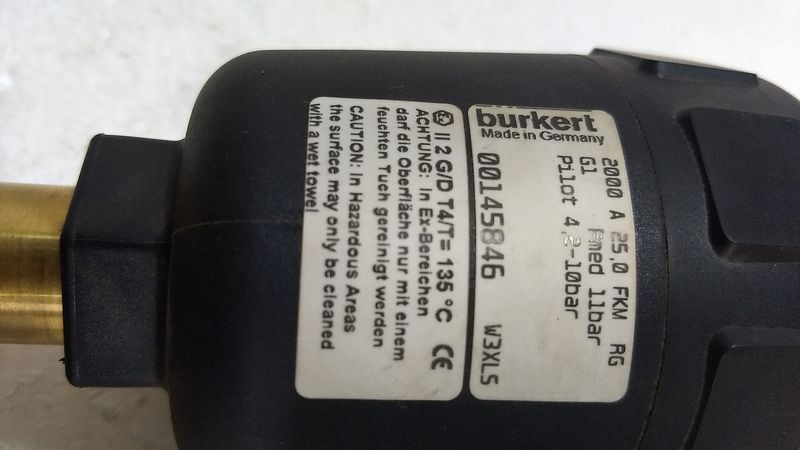 burkert
Made in Germany
2000 A 25,0 FKM RG
G1 Pmed 11bar
Pilot 4,2-10bar
00145846 W3XLS
II 2 G/D T4/T= 135 °C CE
ACHTUNG: In Ex-Bereichen
darf die Oberfläche nur mit einem
feuchten Tuch gereinigt werden
CAUTION: In Hazardous Areas
the surface may only be cleaned
with a wet towel